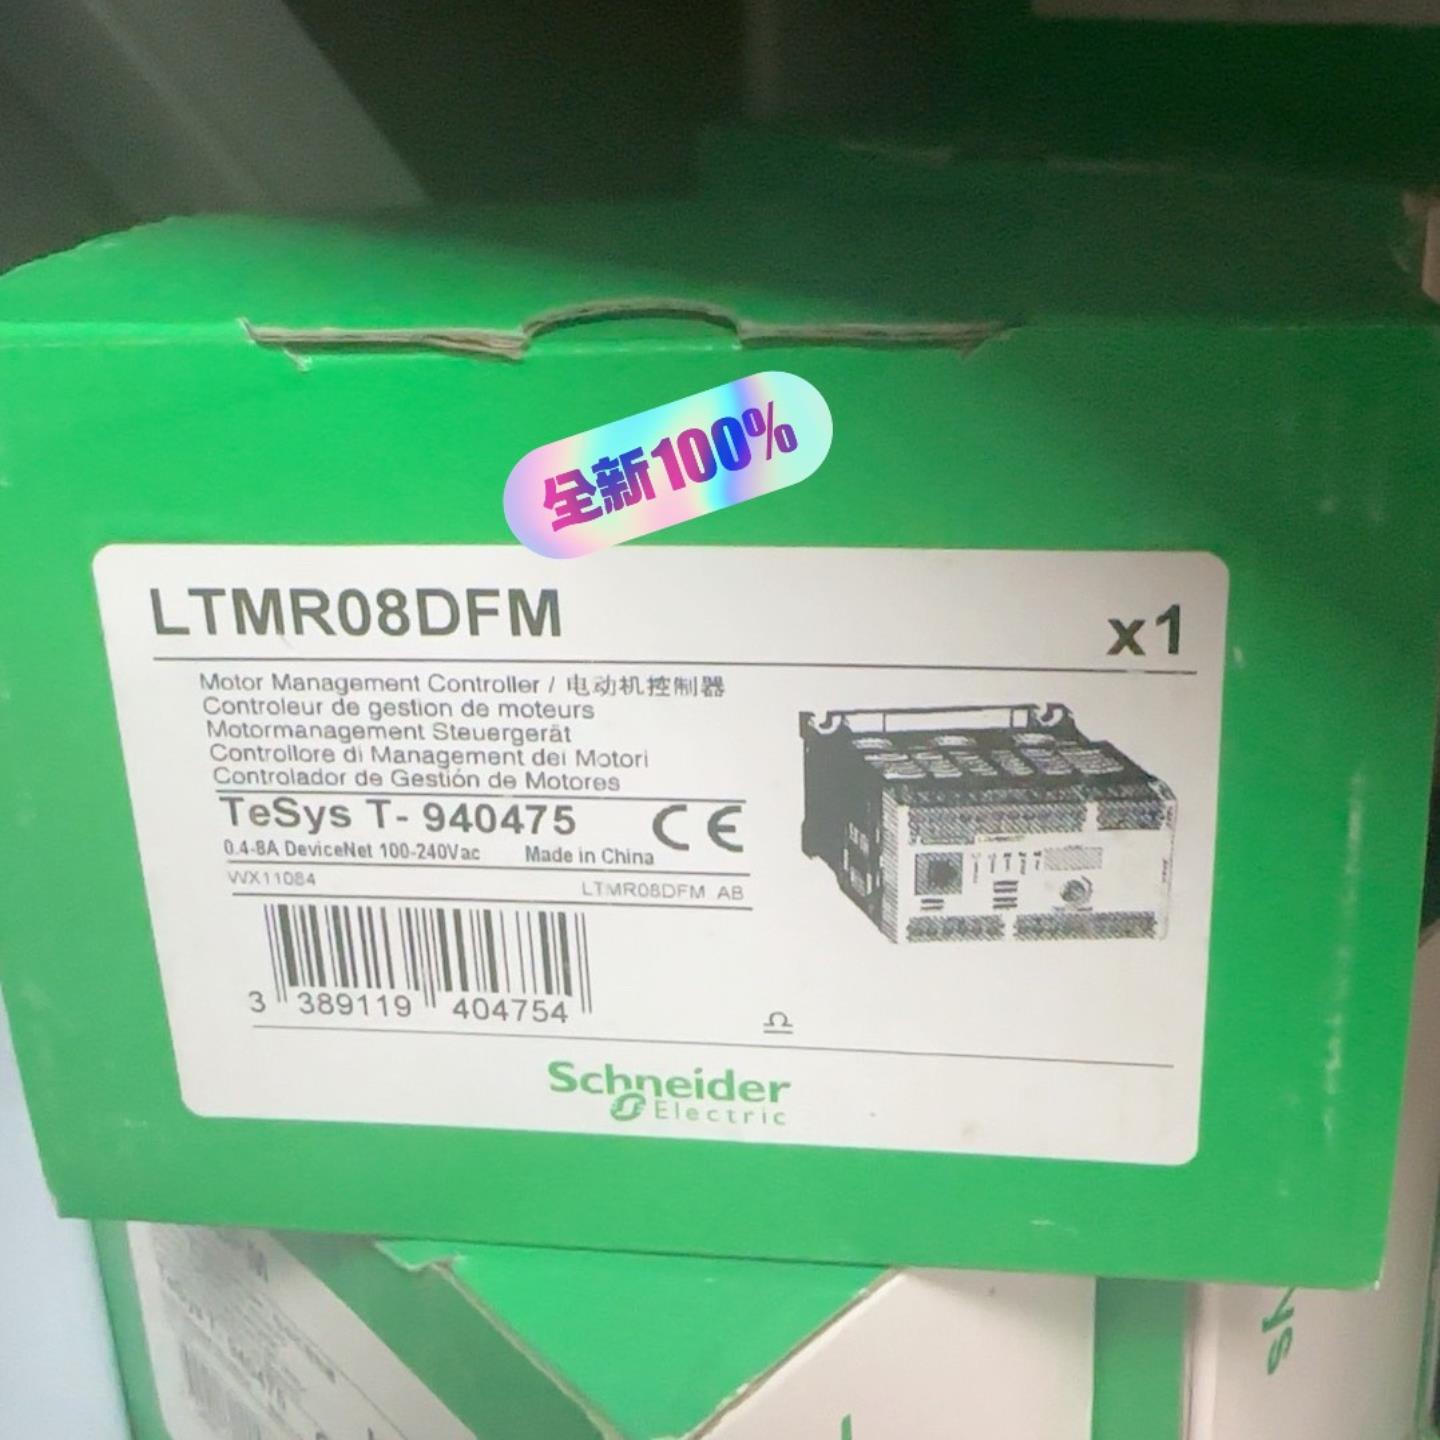 全新100%
LTMR08DFM
x1
Motor Management Controller / 电动机控制器
Controleur de gestion de moteurs
Motormanagement Steuergerät
Controllore di Management dei Motori
Controlador de Gestión de Motores
TeSys T- 940475
CE
0.4-8A DeviceNet 100-240Vac Made in China
VVX11084
LTMR08DFM AB
3 389119 404754
Schneider
Electric